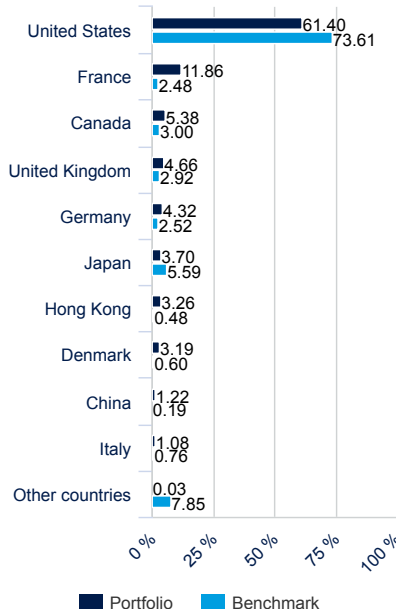 United States 61.40
73.61
France 11.86
2.48
Canada 5.38
3.00
United Kingdom 4.66
2.92
Germany 4.32
2.52
Japan 3.70
5.59
Hong Kong 3.26
0.48
Denmark 3.19
0.60
China 1.22
0.19
Italy 1.08
0.76
Other countries 0.03
7.85
0 % 25 % 50 % 75 % 100 %
Portfolio Benchmark